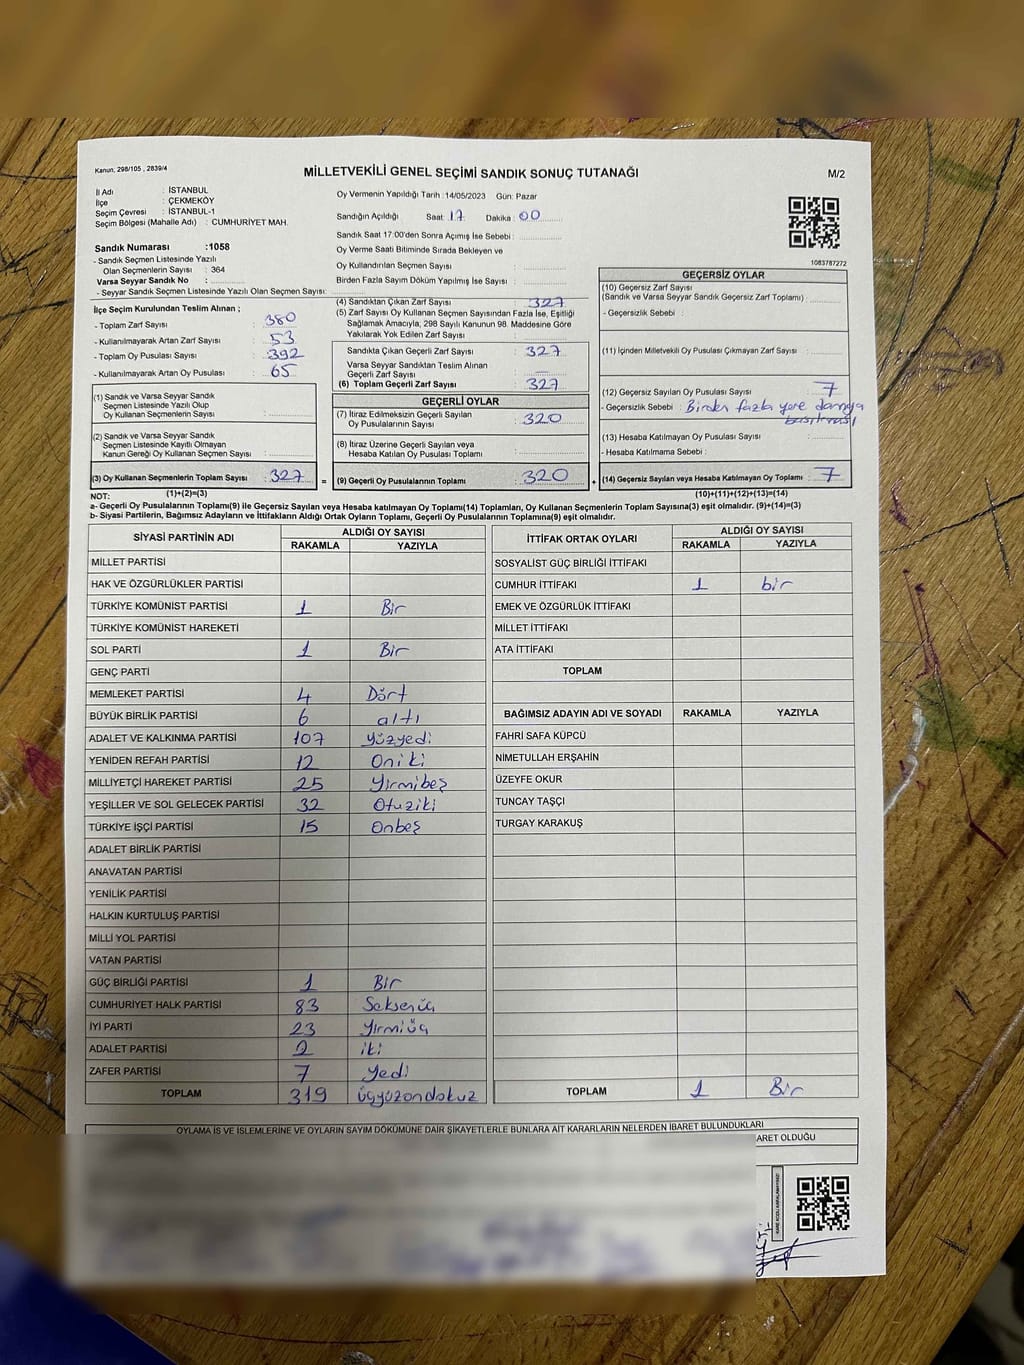 Kanun; 298/105 , 2839/4
MİLLETVEKİLİ GENEL SEÇİMİ SANDIK SONUÇ TUTANAĞI
M/2
İl Adı : İSTANBUL
İlçe : ÇEKMEKÖY
Seçim Çevresi : İSTANBUL-1
Seçim Bölgesi (Mahalle Adı) : CUMHURİYET MAH.
Sandık Numarası :1058
- Sandık Seçmen Listesinde Yazılı
Olan Seçmenlerin Sayısı : 364
Varsa Seyyar Sandık No :
- Seyyar Sandık Seçmen Listesinde Yazılı Olan Seçmen Sayısı:
Oy Vermenin Yapıldığı Tarih :14/05/2023 Gün: Pazar
Sandığın Açıldığı Saat: 17 Dakika : 00
Sandık Saat 17:00'den Sonra Açımış İse Sebebi :
Oy Verme Saati Bitiminde Sırada Bekleyen ve
Oy Kullandırılan Seçmen Sayısı :
Birden Fazla Sayım Döküm Yapılmış İse Sayısı :
1083787272
İlçe Seçim Kurulundan Teslim Alınan ;
- Toplam Zarf Sayısı : 380
- Kullanılmayarak Artan Zarf Sayısı : 53
- Toplam Oy Pusulası Sayısı : 392
- Kullanılmayarak Artan Oy Pusulası : 65
(1) Sandık ve Varsa Seyyar Sandık
Seçmen Listesinde Yazılı Olup
Oy Kullanan Seçmenlerin Sayısı :
(2) Sandık ve Varsa Seyyar Sandık
Seçmen Listesinde Kayıtlı Olmayan
Kanun Gereği Oy Kullanan Seçmen Sayısı :
(3) Oy Kullanan Seçmenlerin Toplam Sayısı : 327 =
(4) Sandıktan Çıkan Zarf Sayısı : 327
(5) Zarf Sayısı Oy Kullanan Seçmen Sayısından Fazla İse, Eşitliği
Sağlamak Amacıyla, 298 Sayılı Kanunun 98. Maddesine Göre
Yakılarak Yok Edilen Zarf Sayısı :
Sandıkta Çıkan Geçerli Zarf Sayısı : 327
Varsa Seyyar Sandıktan Teslim Alınan
Geçerli Zarf Sayısı : —
(6) Toplam Geçerli Zarf Sayısı : 327
GEÇERLİ OYLAR
(7) İtiraz Edilmeksizin Geçerli Sayılan
Oy Pusulalarının Sayısı : 320
(8) İtiraz Üzerine Geçerli Sayılan veya
Hesaba Katılan Oy Pusulası Toplamı :
(9) Geçerli Oy Pusulalarının Toplamı : 320 +
GEÇERSİZ OYLAR
(10) Geçersiz Zarf Sayısı
(Sandık ve Varsa Seyyar Sandık Geçersiz Zarf Toplamı) :
- Geçersizlik Sebebi :
(11) İçinden Milletvekili Oy Pusulası Çıkmayan Zarf Sayısı :
(12) Geçersiz Sayılan Oy Pusulası Sayısı : 7
- Geçersizlik Sebebi : Birden fazla yere damga
basılması
(13) Hesaba Katılmayan Oy Pusulası Sayısı :
- Hesaba Katılmama Sebebi :
(14) Geçersiz Sayılan veya Hesaba Katılmayan Oy Toplamı : 7
NOT: (1)+(2)=(3) (10)+(11)+(12)+(13)=(14)
a- Geçerli Oy Pusulalarının Toplamı(9) ile Geçersiz Sayılan veya Hesaba Katılmayan Oy Toplamı(14) Toplamları, Oy Kullanan Seçmenlerin Toplam Sayısına(3) eşit olmalıdır. (9)+(14)=(3)
b- Siyasi Partilerin, Bağımsız Adayların ve İttifakların Aldığı Ortak Oyların Toplamı, Geçerli Oy Pusulalarının Toplamına(9) eşit olmalıdır.
SİYASİ PARTİNİN ADI ALDIĞI OY SAYISI
RAKAMLA YAZIYLA
MİLLET PARTİSİ
HAK VE ÖZGÜRLÜKLER PARTİSİ
TÜRKİYE KOMÜNİST PARTİSİ 1 Bir
TÜRKİYE KOMÜNİST HAREKETİ
SOL PARTİ 1 Bir
GENÇ PARTİ
MEMLEKET PARTİSİ 4 Dört
BÜYÜK BİRLİK PARTİSİ 6 altı
ADALET VE KALKINMA PARTİSİ 107 yüzyedi
YENİDEN REFAH PARTİSİ 12 Oniki
MİLLİYETÇİ HAREKET PARTİSİ 25 yirmibeş
YEŞİLLER VE SOL GELECEK PARTİSİ 32 Otuziki
TÜRKİYE İŞÇİ PARTİSİ 15 Onbeş
ADALET BİRLİK PARTİSİ
ANAVATAN PARTİSİ
YENİLİK PARTİSİ
HALKIN KURTULUŞ PARTİSİ
MİLLİ YOL PARTİSİ
VATAN PARTİSİ
GÜÇ BİRLİĞİ PARTİSİ 1 Bir
CUMHURİYET HALK PARTİSİ 83 Seksenüç
İYİ PARTİ 23 Yirmiüç
ADALET PARTİSİ 2 iki
ZAFER PARTİSİ 7 yedi
TOPLAM 319 üçyüzondokuz
İTTİFAK ORTAK OYLARI ALDIĞI OY SAYISI
RAKAMLA YAZIYLA
SOSYALİST GÜÇ BİRLİĞİ İTTİFAKI
CUMHUR İTTİFAKI 1 bir
EMEK VE ÖZGÜRLÜK İTTİFAKI
MİLLET İTTİFAKI
ATA İTTİFAKI
TOPLAM
BAĞIMSIZ ADAYIN ADI VE SOYADI RAKAMLA YAZIYLA
FAHRİ SAFA KÜPCÜ
NİMETULLAH ERŞAHİN
ÜZEYFE OKUR
TUNCAY TAŞÇI
TURGAY KARAKUŞ
TOPLAM 1 Bir
OYLAMA İŞ VE İŞLEMLERİNE VE OYLARIN SAYIM DÖKÜMÜNE DAİR ŞİKAYETLERLE BUNLARA AİT KARARLARIN NELERDEN İBARET BULUNDUKLARI
ARET OLDUĞU